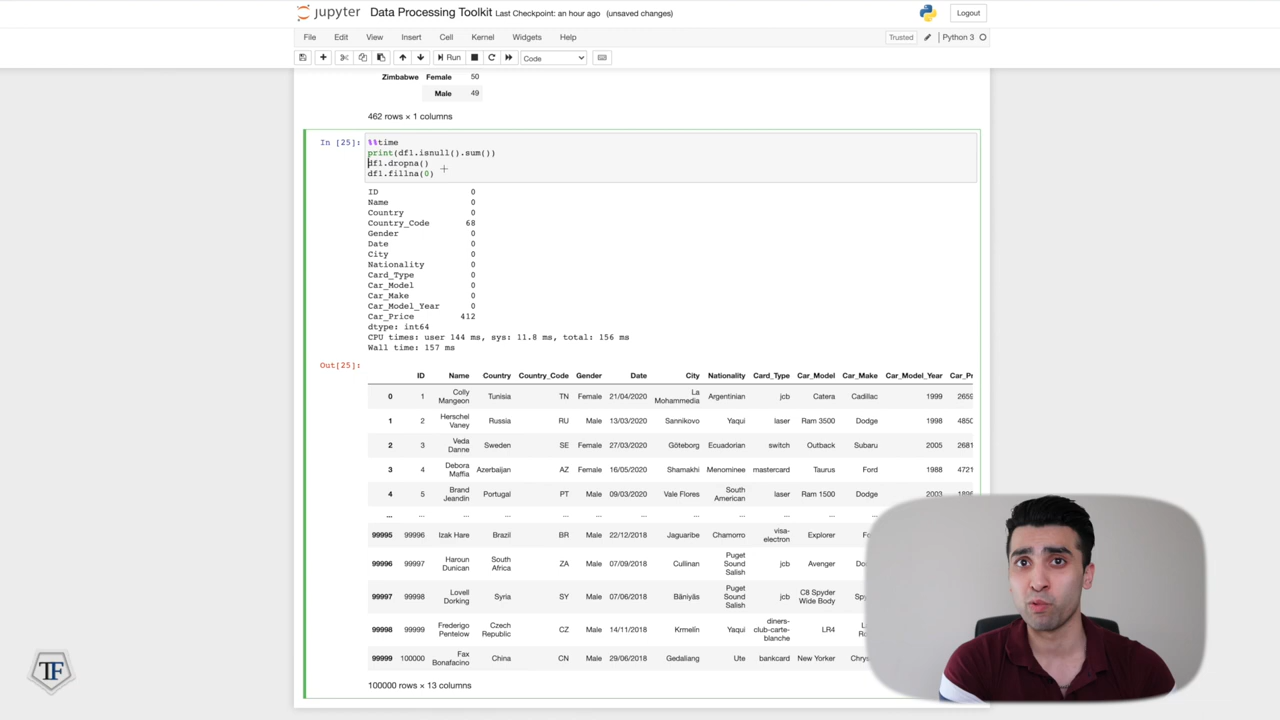 jupyter Data Processing Toolkit Last Checkpoint: an hour ago (unsaved changes) Logout
File Edit View Insert Cell Kernel Widgets Help Trusted Python 3
Run Code
Zimbabwe Female 50
Male 49
462 rows × 1 columns
In [25]: %%time
print(df1.isnull().sum())
df1.dropna()
df1.fillna(0)
ID 0
Name 0
Country 0
Country_Code 68
Gender 0
Date 0
City 0
Nationality 0
Card_Type 0
Car_Model 0
Car_Make 0
Car_Model_Year 0
Car_Price 412
dtype: int64
CPU times: user 144 ms, sys: 11.8 ms, total: 156 ms
Wall time: 157 ms
Out[25]:
ID Name Country Country_Code Gender Date City Nationality Card_Type Car_Model Car_Make Car_Model_Year Car_Pr
0 1 Colly Mangeon Tunisia TN Female 21/04/2020 La Mohammedia Argentinian jcb Catera Cadillac 1999 2659
1 2 Herschel Vaney Russia RU Male 13/03/2020 Sannikovo Yaqui laser Ram 3500 Dodge 1998 4850
2 3 Veda Danne Sweden SE Female 27/03/2020 Göteborg Ecuadorian switch Outback Subaru 2005 2681
3 4 Debora Maffia Azerbaijan AZ Female 16/05/2020 Shamakhi Menominee mastercard Taurus Ford 1988 4721
4 5 Brand Jeandin Portugal PT Male 09/03/2020 Vale Flores South American laser Ram 1500 Dodge 2003
... ... ... ... ... ... ... ... ... ... ... ...
99995 99996 Izak Hare Brazil BR Male 22/12/2018 Jaguaribe Chamorro visa-electron Explorer
99996 99997 Haroun Dunican South Africa ZA Male 07/09/2018 Cullinan Puget Sound Salish jcb Avenger
99997 99998 Lovell Dorking Syria SY Male 07/06/2018 Bāniyās Puget Sound Salish jcb C8 Spyder Wide Body
99998 99999 Frederigo Pentelow Czech Republic CZ Male 14/11/2018 Krmelín Yaqui diners-club-carte-blanche LR4
99999 100000 Fax Bonafacino China CN Male 29/06/2018 Gedaliang Ute bankcard New Yorker
100000 rows × 13 columns
TF